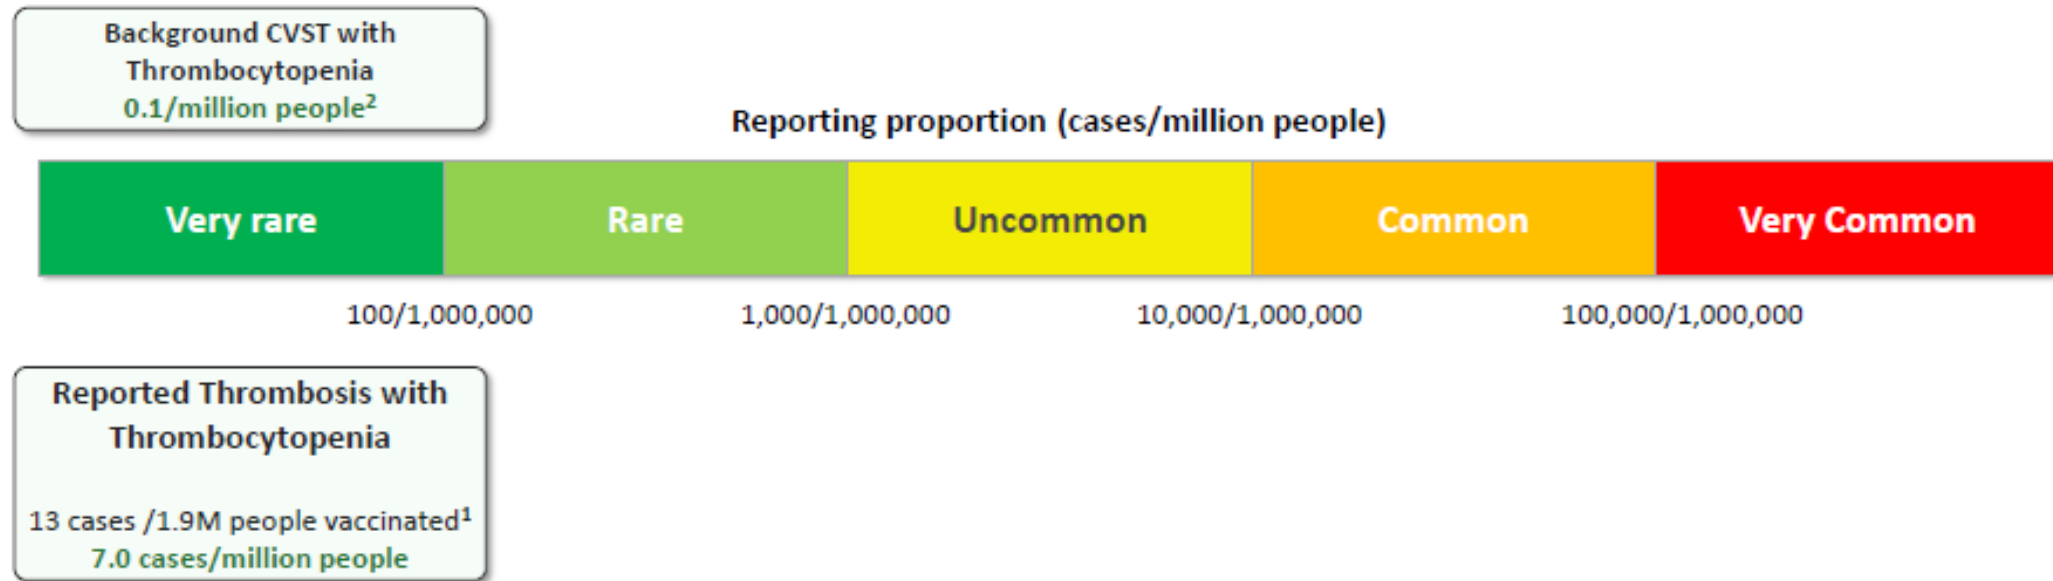 Background CVST with
Thrombocytopenia
0.1/million people²
Reporting proportion (cases/million people)
Very rare
Rare
Uncommon
Common
Very Common
100/1,000,000
1,000/1,000,000
10,000/1,000,000
100,000/1,000,000
Reported Thrombosis with
Thrombocytopenia
13 cases /1.9M people vaccinated¹
7.0 cases/million people